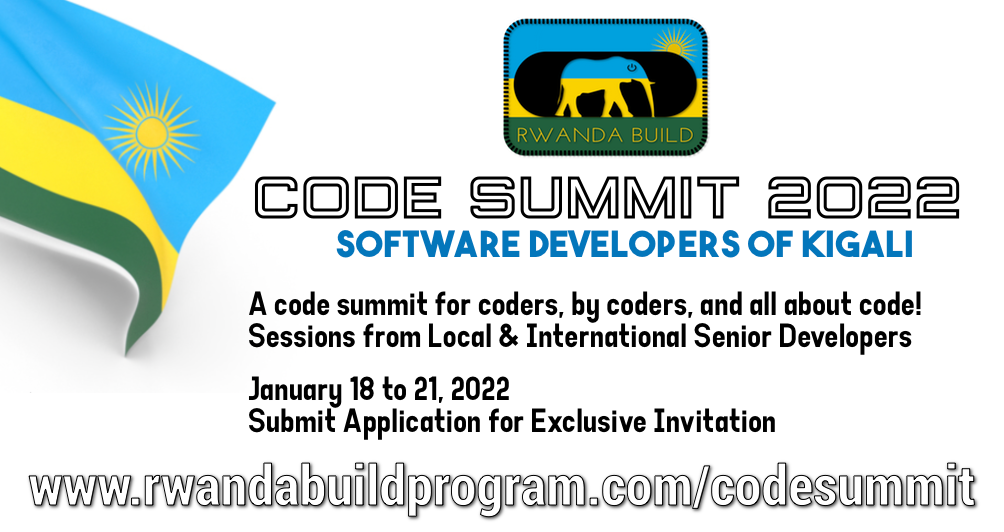 RWANDA BUILD
CODE SUMMIT 2022
SOFTWARE DEVELOPERS OF KIGALI
A code summit for coders, by coders, and all about code!
Sessions from Local & International Senior Developers
January 18 to 21, 2022
Submit Application for Exclusive Invitation
www.rwandabuildprogram.com/codesummit